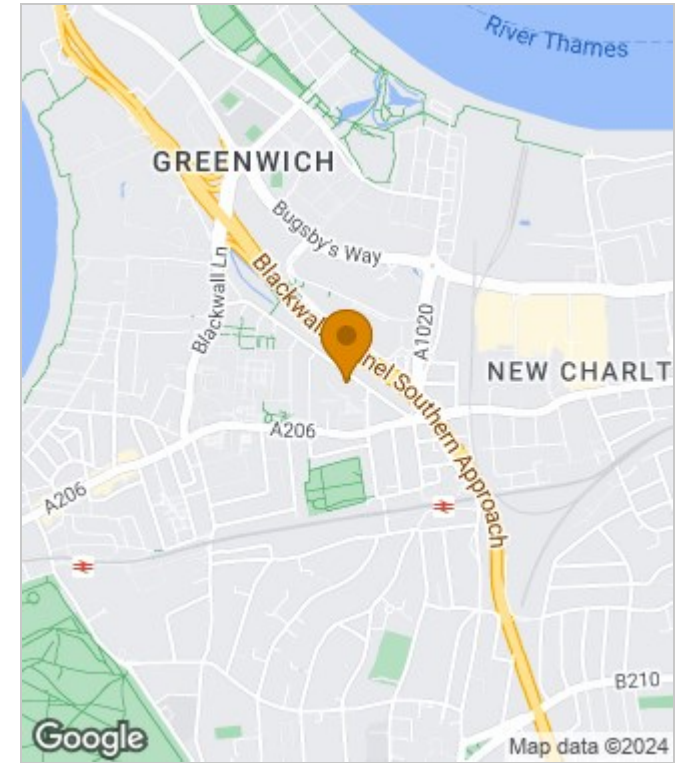 River Thames
GREENWICH
Bugsby's Way
Blackwall Ln
Blackwall Tunnel Southern Approach
A1020
NEW CHARLT
A206
A206
B210
Google
Map data ©2024